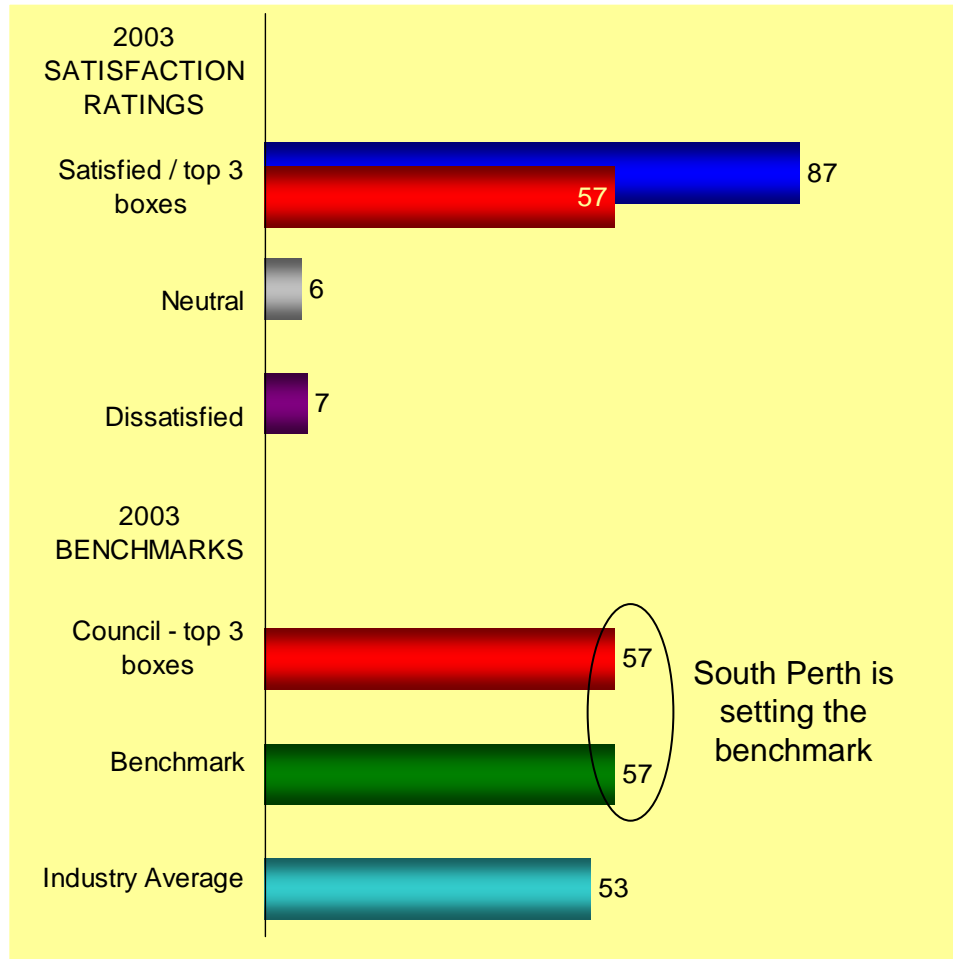 2003
SATISFACTION
RATINGS
Satisfied / top 3
boxes
87
57
Neutral
6
Dissatisfied
7
2003
BENCHMARKS
Council - top 3
boxes
57
South Perth is
setting the
benchmark
Benchmark
57
Industry Average
53